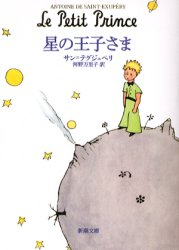 ANTOINE DE SAINT-EXUPÉRY
Le Petit Prince
星の王子さま
サン=テグジュペリ
河野万里子 訳
新潮文庫